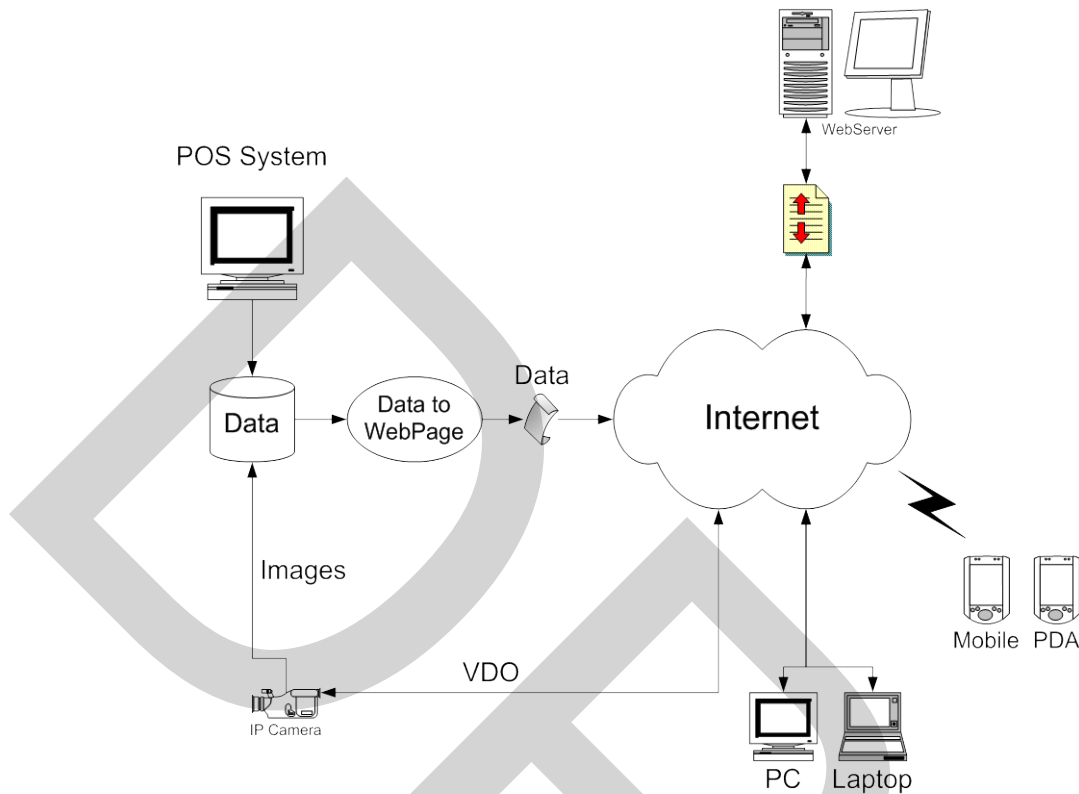 WebServer
POS System
Data
Data
Data to
WebPage
Internet
Images
Mobile
PDA
VDO
IP Camera
PC
Laptop